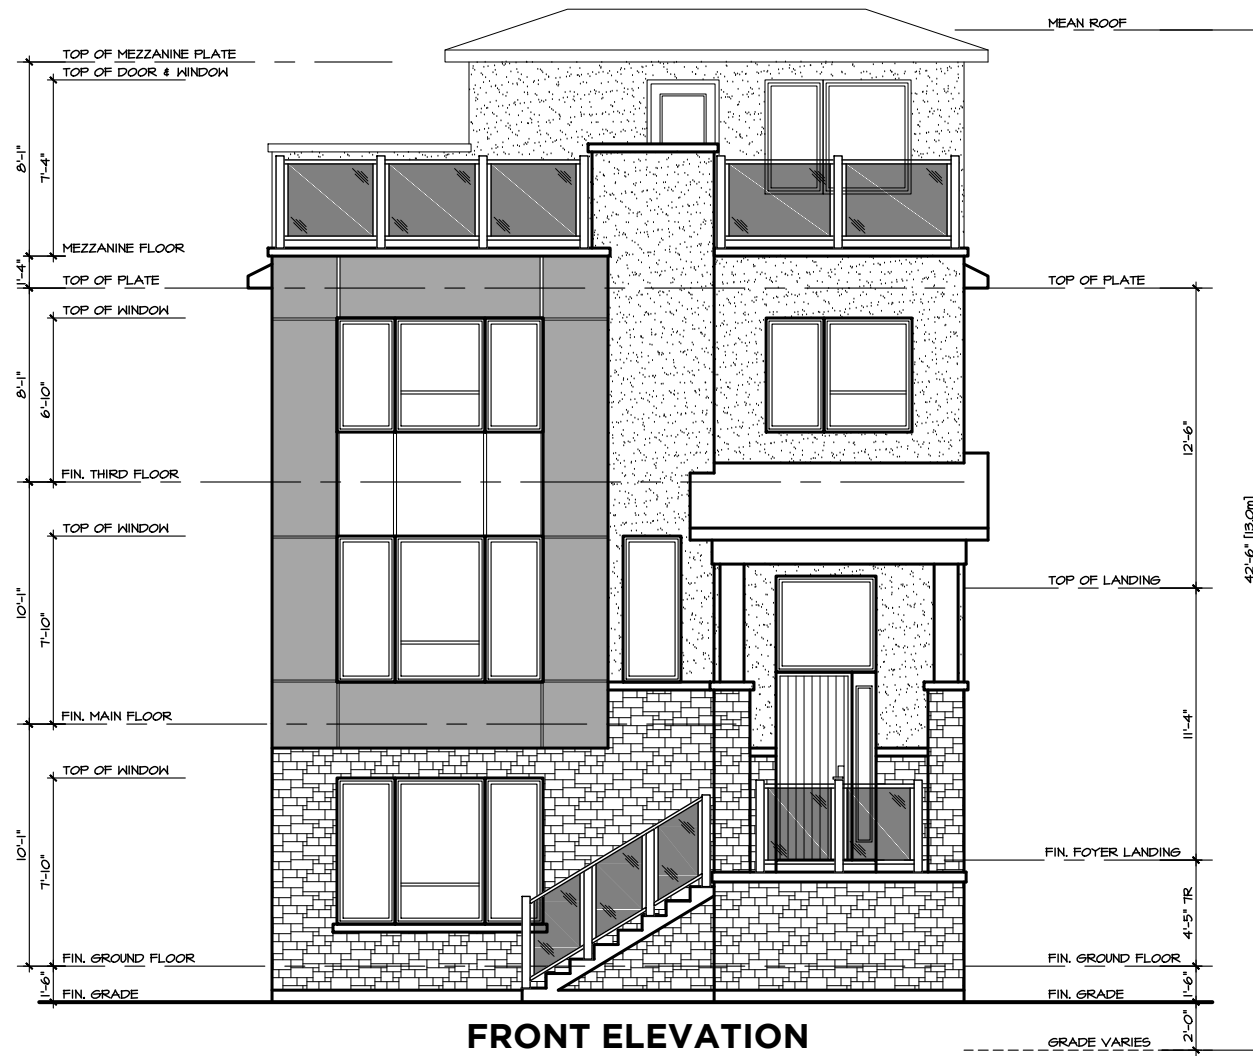 MEAN ROOF
TOP OF MEZZANINE PLATE
TOP OF DOOR & WINDOW
8'-1"
7'-4"
MEZZANINE FLOOR
1'-4"
TOP OF PLATE
TOP OF PLATE
TOP OF WINDOW
8'-1"
6'-10"
12'-6"
FIN. THIRD FLOOR
TOP OF WINDOW
42'-6" [13.0m]
TOP OF LANDING
10'-1"
7'-10"
FIN. MAIN FLOOR
11'-4"
TOP OF WINDOW
10'-1"
7'-10"
FIN. FOYER LANDING
4'-5" 7R
FIN. GROUND FLOOR
FIN. GROUND FLOOR
1'-6"
1'-6"
FIN. GRADE
FIN. GRADE
2'-0"
FRONT ELEVATION
GRADE VARIES